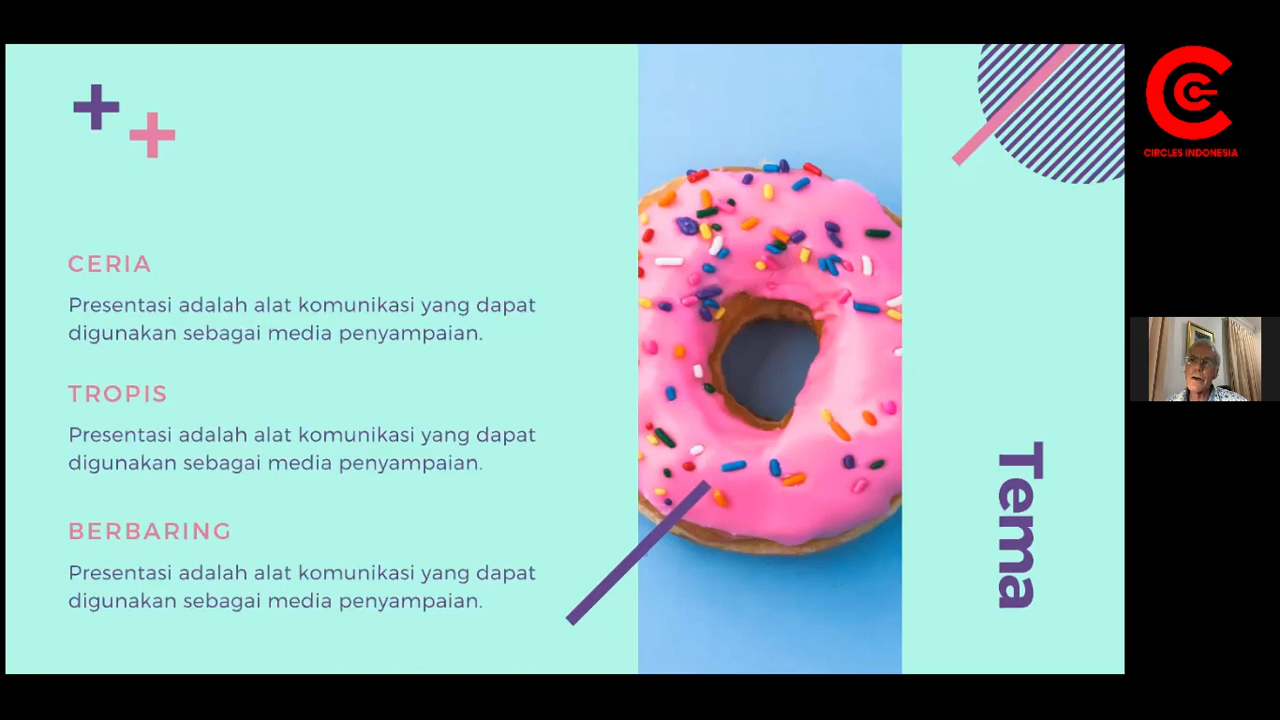 CERIA
Presentasi adalah alat komunikasi yang dapat
digunakan sebagai media penyampaian.
TROPIS
Presentasi adalah alat komunikasi yang dapat
digunakan sebagai media penyampaian.
BERBARING
Presentasi adalah alat komunikasi yang dapat
digunakan sebagai media penyampaian.
Tema
CIRCLES INDONESIA